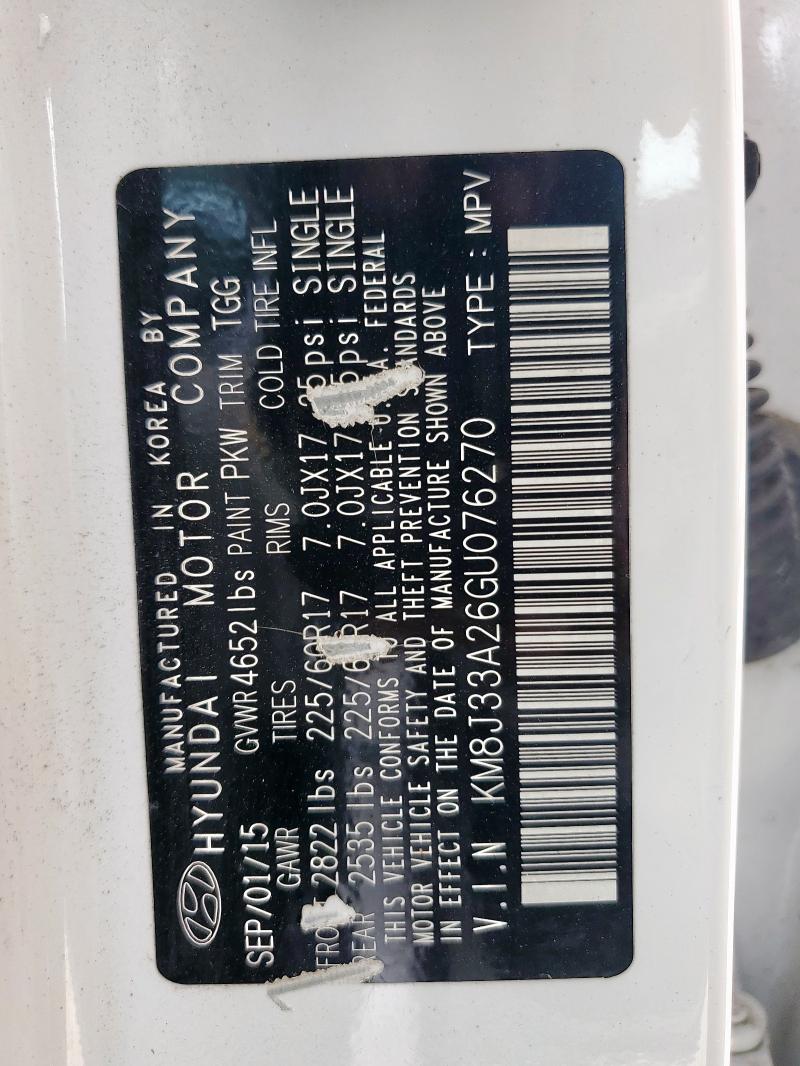 MANUFACTURED IN KOREA BY
HYUNDAI MOTOR COMPANY
SEP/01/15 GVWR 4652 lbs PAINT PKW TRIM TGG
GAWR TIRES RIMS COLD TIRE INFL
2822 lbs 225/60R17 7.0JX17 SINGLE
REAR 2535 lbs 7.0JX17 SINGLE
THIS VEHICLE CONFORMS ALL APPLICABLE FEDERAL
MOTOR VEHICLE SAFETY AND THEFT PREVENTION
IN EFFECT ON THE DATE OF MANUFACTURE SHOWN ABOVE
V.I.N KM8J33A26GU076270 TYPE : MPV